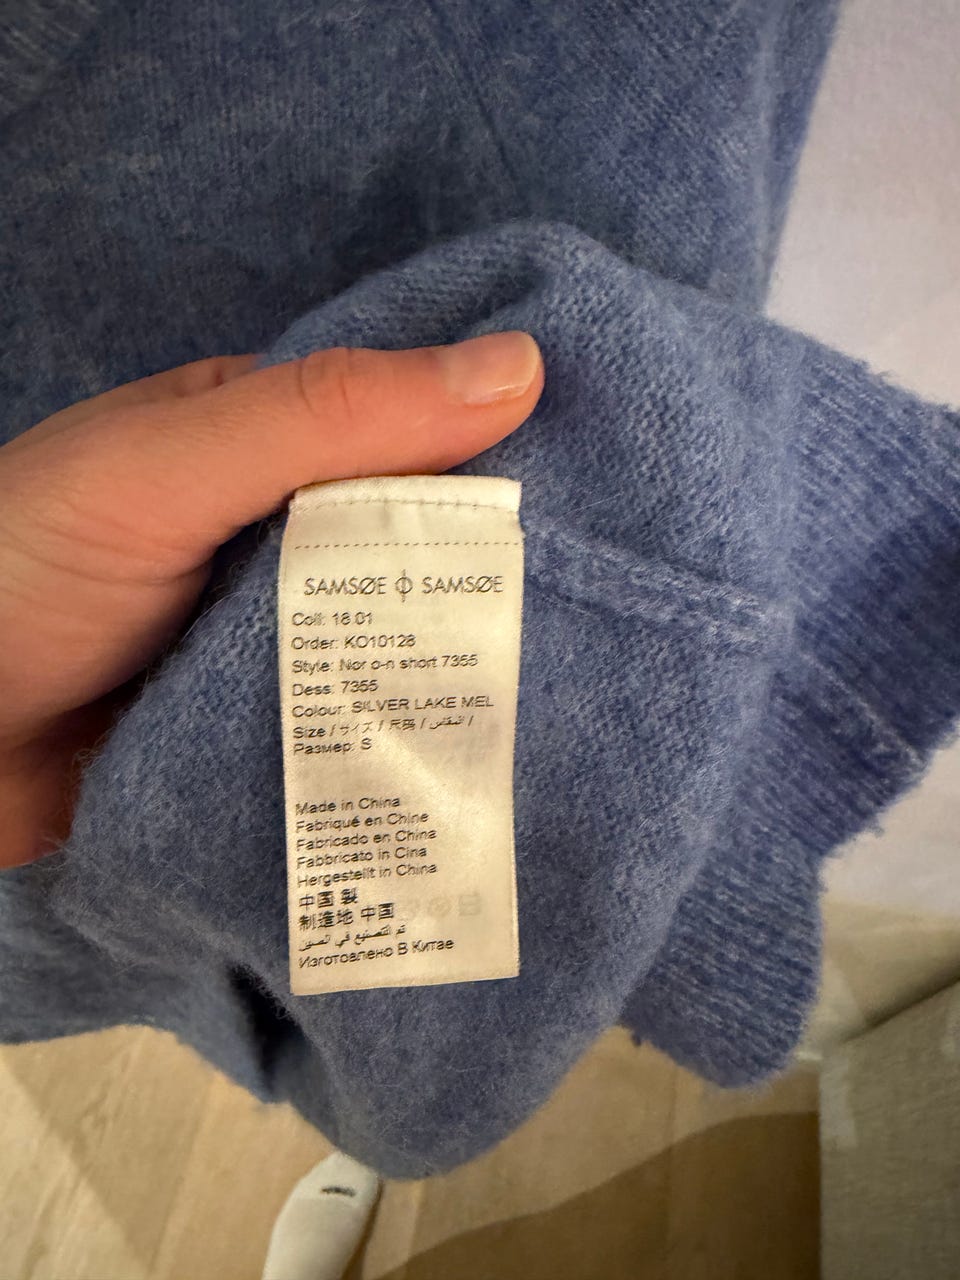 SAMSØE ϕ SAMSØE
Coll: 18.01
Order: KO10128
Style: Nor o-n short 7355
Dess: 7355
Colour: SILVER LAKE MEL
Size / サイズ / 尺码 / المقاس /
Размер: S
Made in China
Fabriqué en Chine
Fabricado en China
Fabbricato in Cina
Hergestellt in China
中国 製
制造地 中国
تم التصنيع في الصين
Изготовлено В Китае